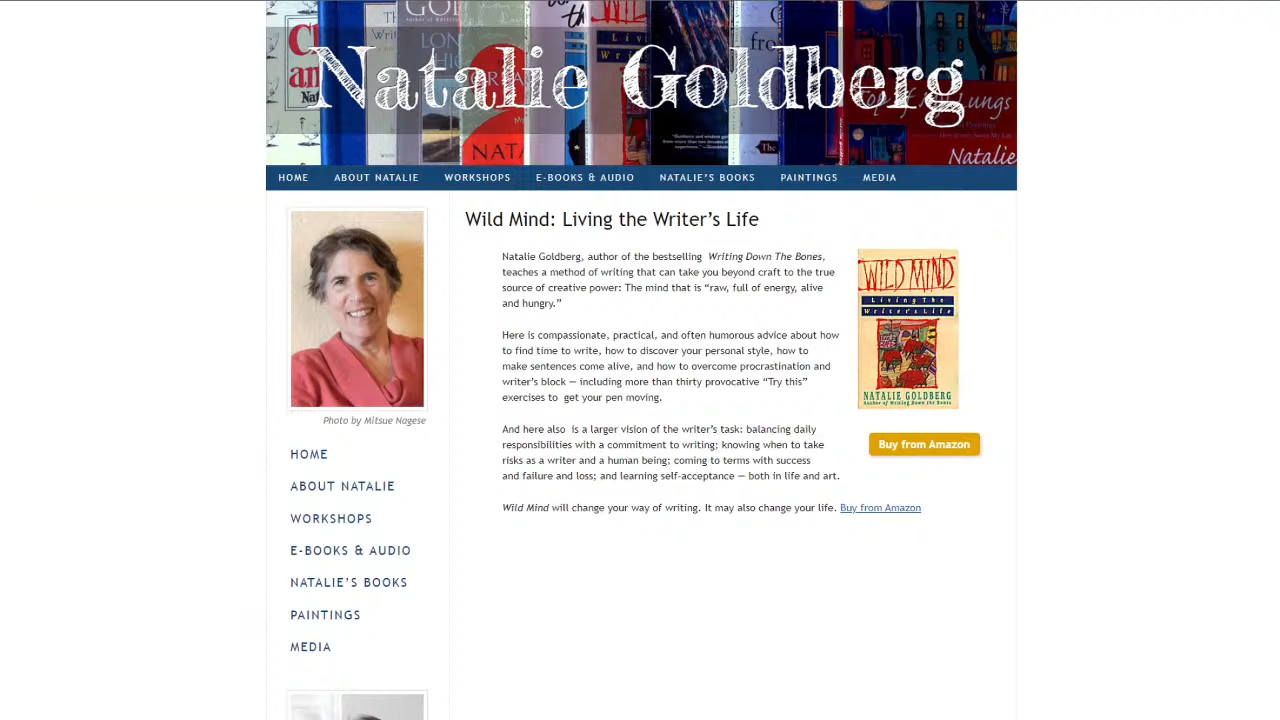 Natalie Goldberg
HOME ABOUT NATALIE WORKSHOPS E-BOOKS & AUDIO NATALIE’S BOOKS PAINTINGS MEDIA
Wild Mind: Living the Writer’s Life
Natalie Goldberg, author of the bestselling Writing Down The Bones,
teaches a method of writing that can take you beyond craft to the true
source of creative power: The mind that is “raw, full of energy, alive
and hungry.”
Here is compassionate, practical, and often humorous advice about how
to find time to write, how to discover your personal style, how to
make sentences come alive, and how to overcome procrastination and
writer’s block — including more than thirty provocative “Try this”
exercises to get your pen moving.
And here also is a larger vision of the writer’s task: balancing daily
responsibilities with a commitment to writing; knowing when to take
risks as a writer and a human being; coming to terms with success
and failure and loss; and learning self-acceptance — both in life and art.
Wild Mind will change your way of writing. It may also change your life. Buy from Amazon
WILD MIND
Living The
Writer's Life
NATALIE GOLDBERG
Author of Writing Down the Bones
Buy from Amazon
Photo by Mitsue Nagese
HOME
ABOUT NATALIE
WORKSHOPS
E-BOOKS & AUDIO
NATALIE’S BOOKS
PAINTINGS
MEDIA